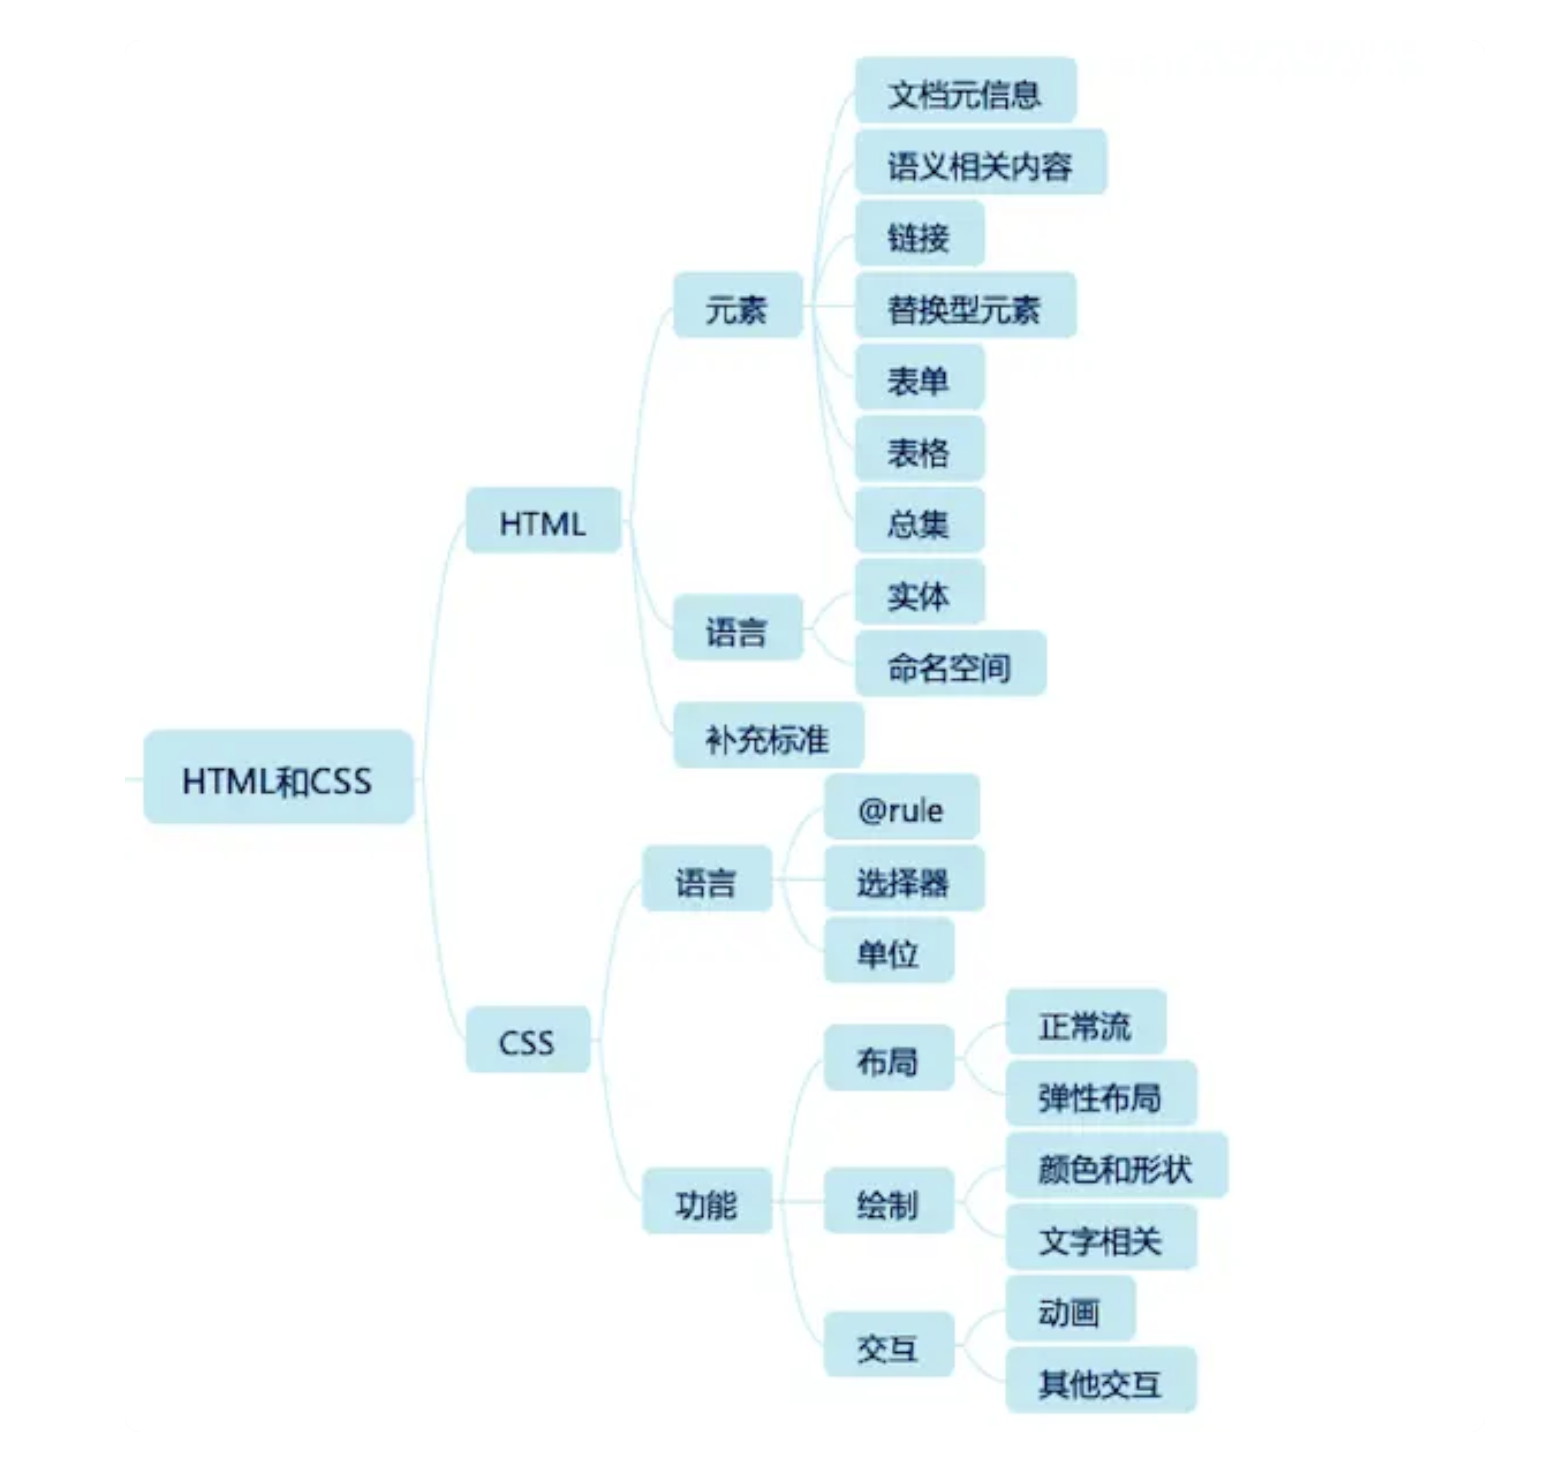 文档元信息
语义相关内容
链接
元素
替换型元素
表单
表格
HTML
总集
实体
语言
命名空间
补充标准
HTML和CSS
@rule
语言
选择器
单位
正常流
CSS
布局
弹性布局
颜色和形状
功能
绘制
文字相关
动画
交互
其他交互